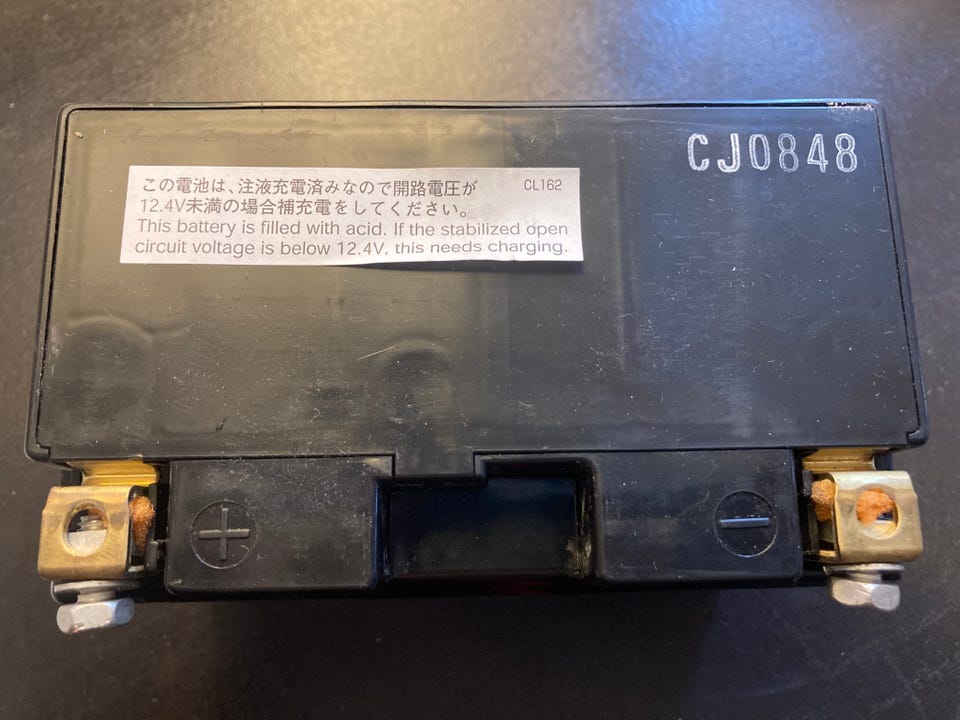 CJ0848
この電池は、注液充電済みなので開路電圧が CL162
12.4V未満の場合補充電をしてください。
This battery is filled with acid. If the stabilized open
circuit voltage is below 12.4V, this needs charging.
+ −